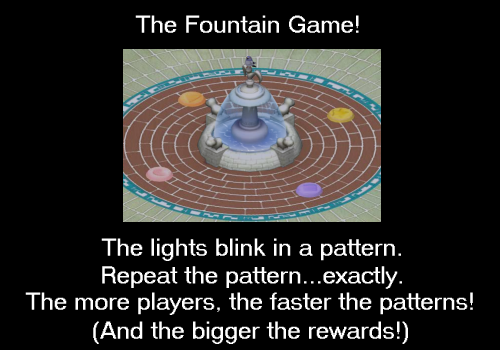 The Fountain Game!
The lights blink in a pattern.
Repeat the pattern...exactly.
The more players, the faster the patterns!
(And the bigger the rewards!)